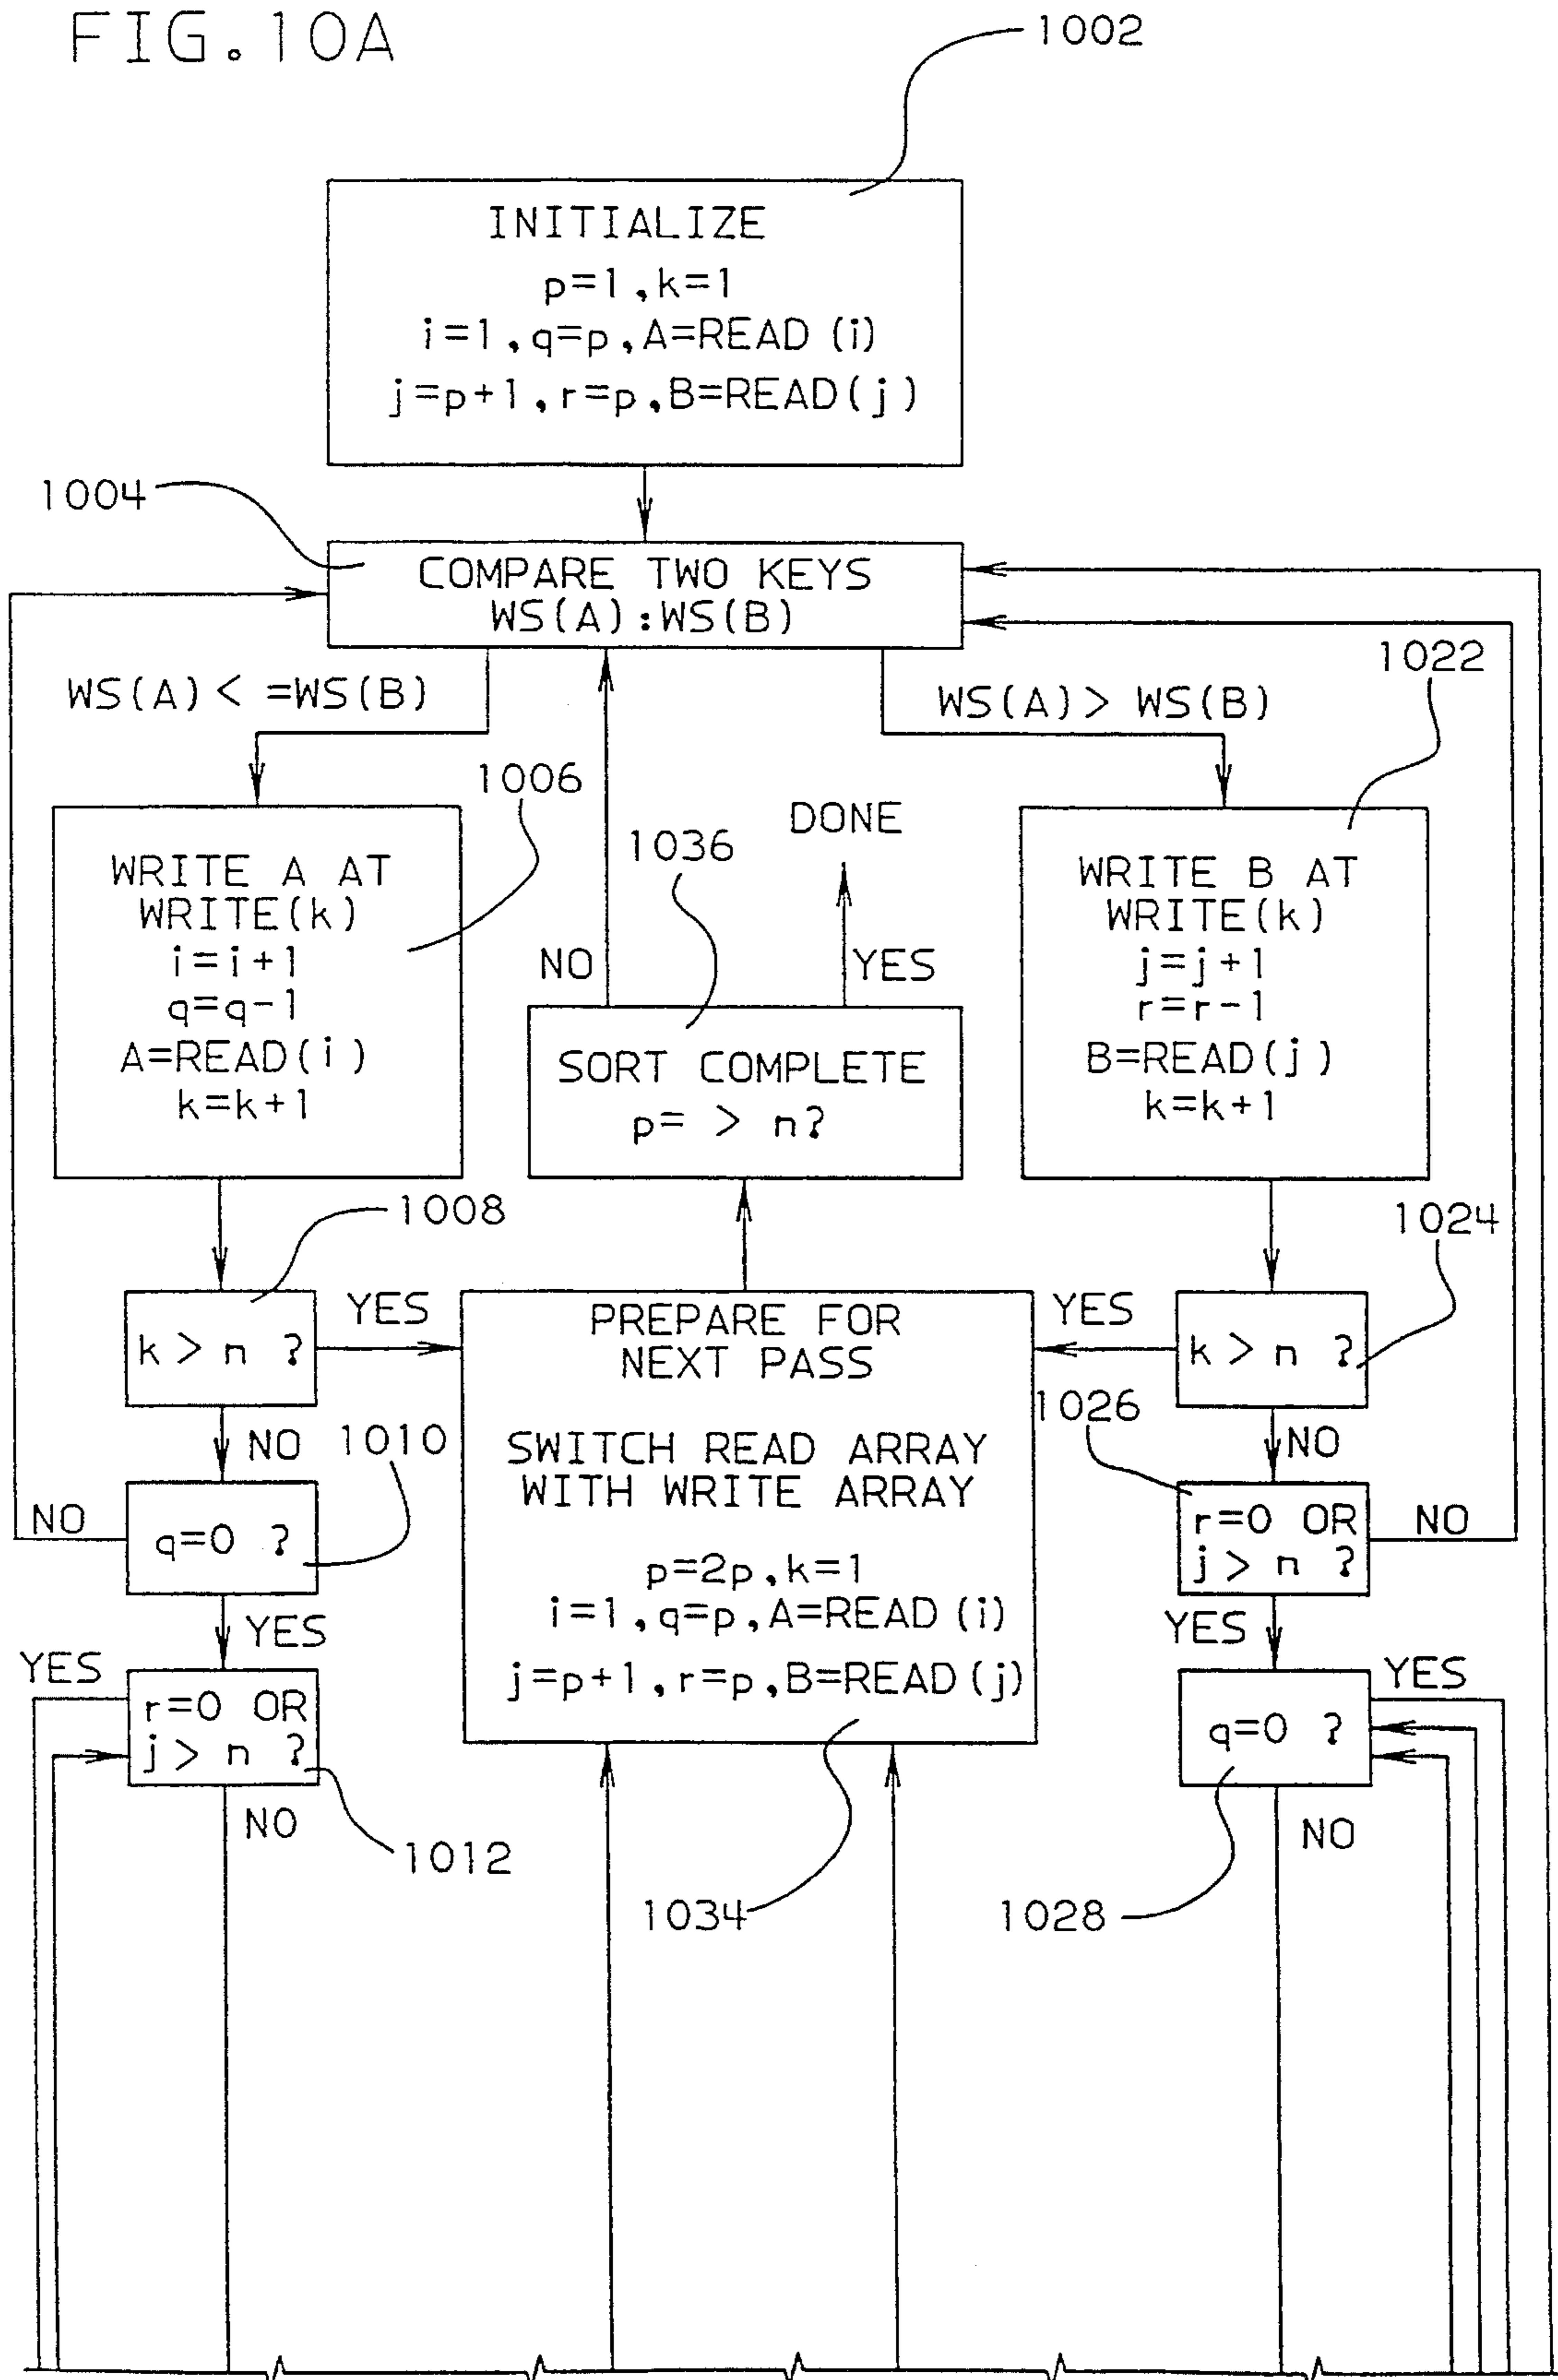 FIG.10A
1002
INITIALIZE
p=1,k=1
i=1,q=p,A=READ (i)
j=p+1,r=p,B=READ(j)
1004
COMPARE TWO KEYS
WS(A):WS(B)
WS(A)< =WS(B)
WS(A)> WS(B)
1022
1006
WRITE A AT
WRITE(k)
i=i+1
q=q-1
A=READ(i)
k=k+1
DONE
1036
NO
YES
SORT COMPLETE
p= > n?
WRITE B AT
WRITE(k)
j=j+1
r=r-1
B=READ(j)
k=k+1
1008
1024
k> n ?
YES
PREPARE FOR
NEXT PASS
SWITCH READ ARRAY
WITH WRITE ARRAY
p=2p,k=1
i=1,q=p,A=READ(i)
j=p+1,r=p,B=READ(j)
YES
k> n ?
NO
1010
1026
NO
NO
q=0 ?
r=0 OR
j> n ?
NO
YES
YES
YES
r=0 OR
j> n ?
NO
1012
q=0 ?
YES
NO
1034
1028